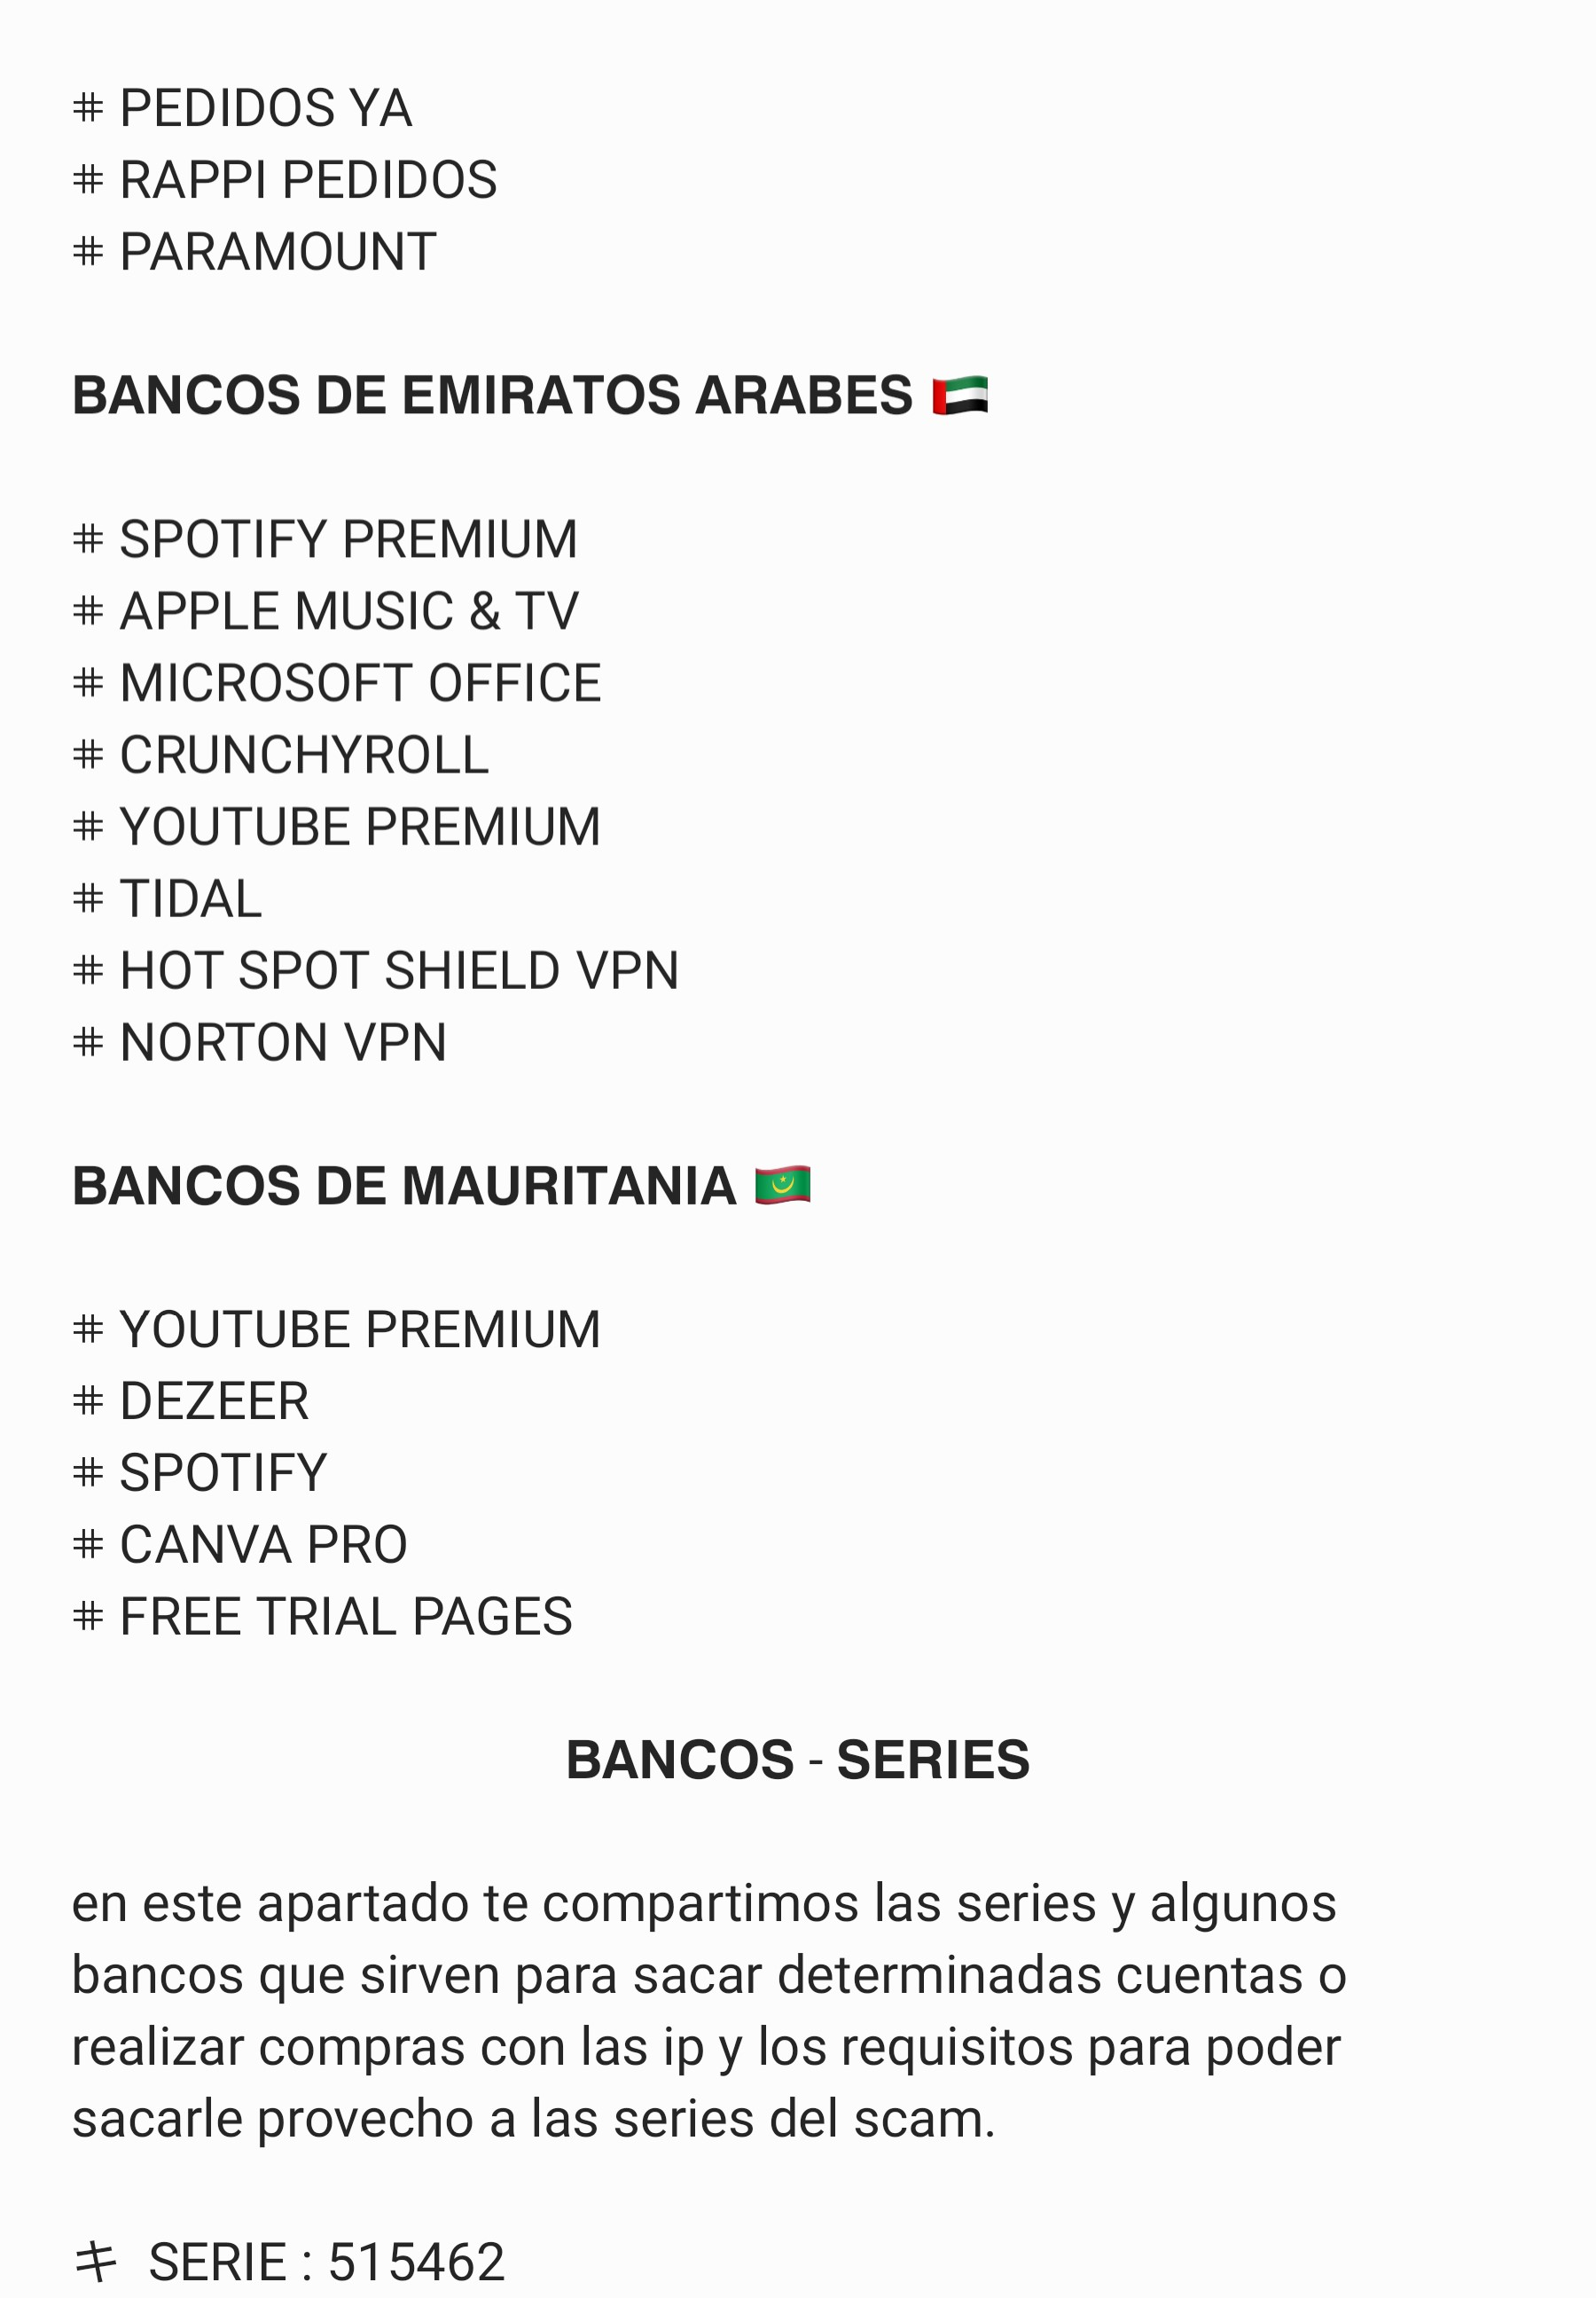 # PEDIDOS YA
# RAPPI PEDIDOS
# PARAMOUNT
BANCOS DE EMIRATOS ARABES 🇦🇪
# SPOTIFY PREMIUM
# APPLE MUSIC & TV
# MICROSOFT OFFICE
# CRUNCHYROLL
# YOUTUBE PREMIUM
# TIDAL
# HOT SPOT SHIELD VPN
# NORTON VPN
BANCOS DE MAURITANIA 🇲🇷
# YOUTUBE PREMIUM
# DEZEER
# SPOTIFY
# CANVA PRO
# FREE TRIAL PAGES
BANCOS - SERIES
en este apartado te compartimos las series y algunos
bancos que sirven para sacar determinadas cuentas o
realizar compras con las ip y los requisitos para poder
sacarle provecho a las series del scam.
キ SERIE : 515462